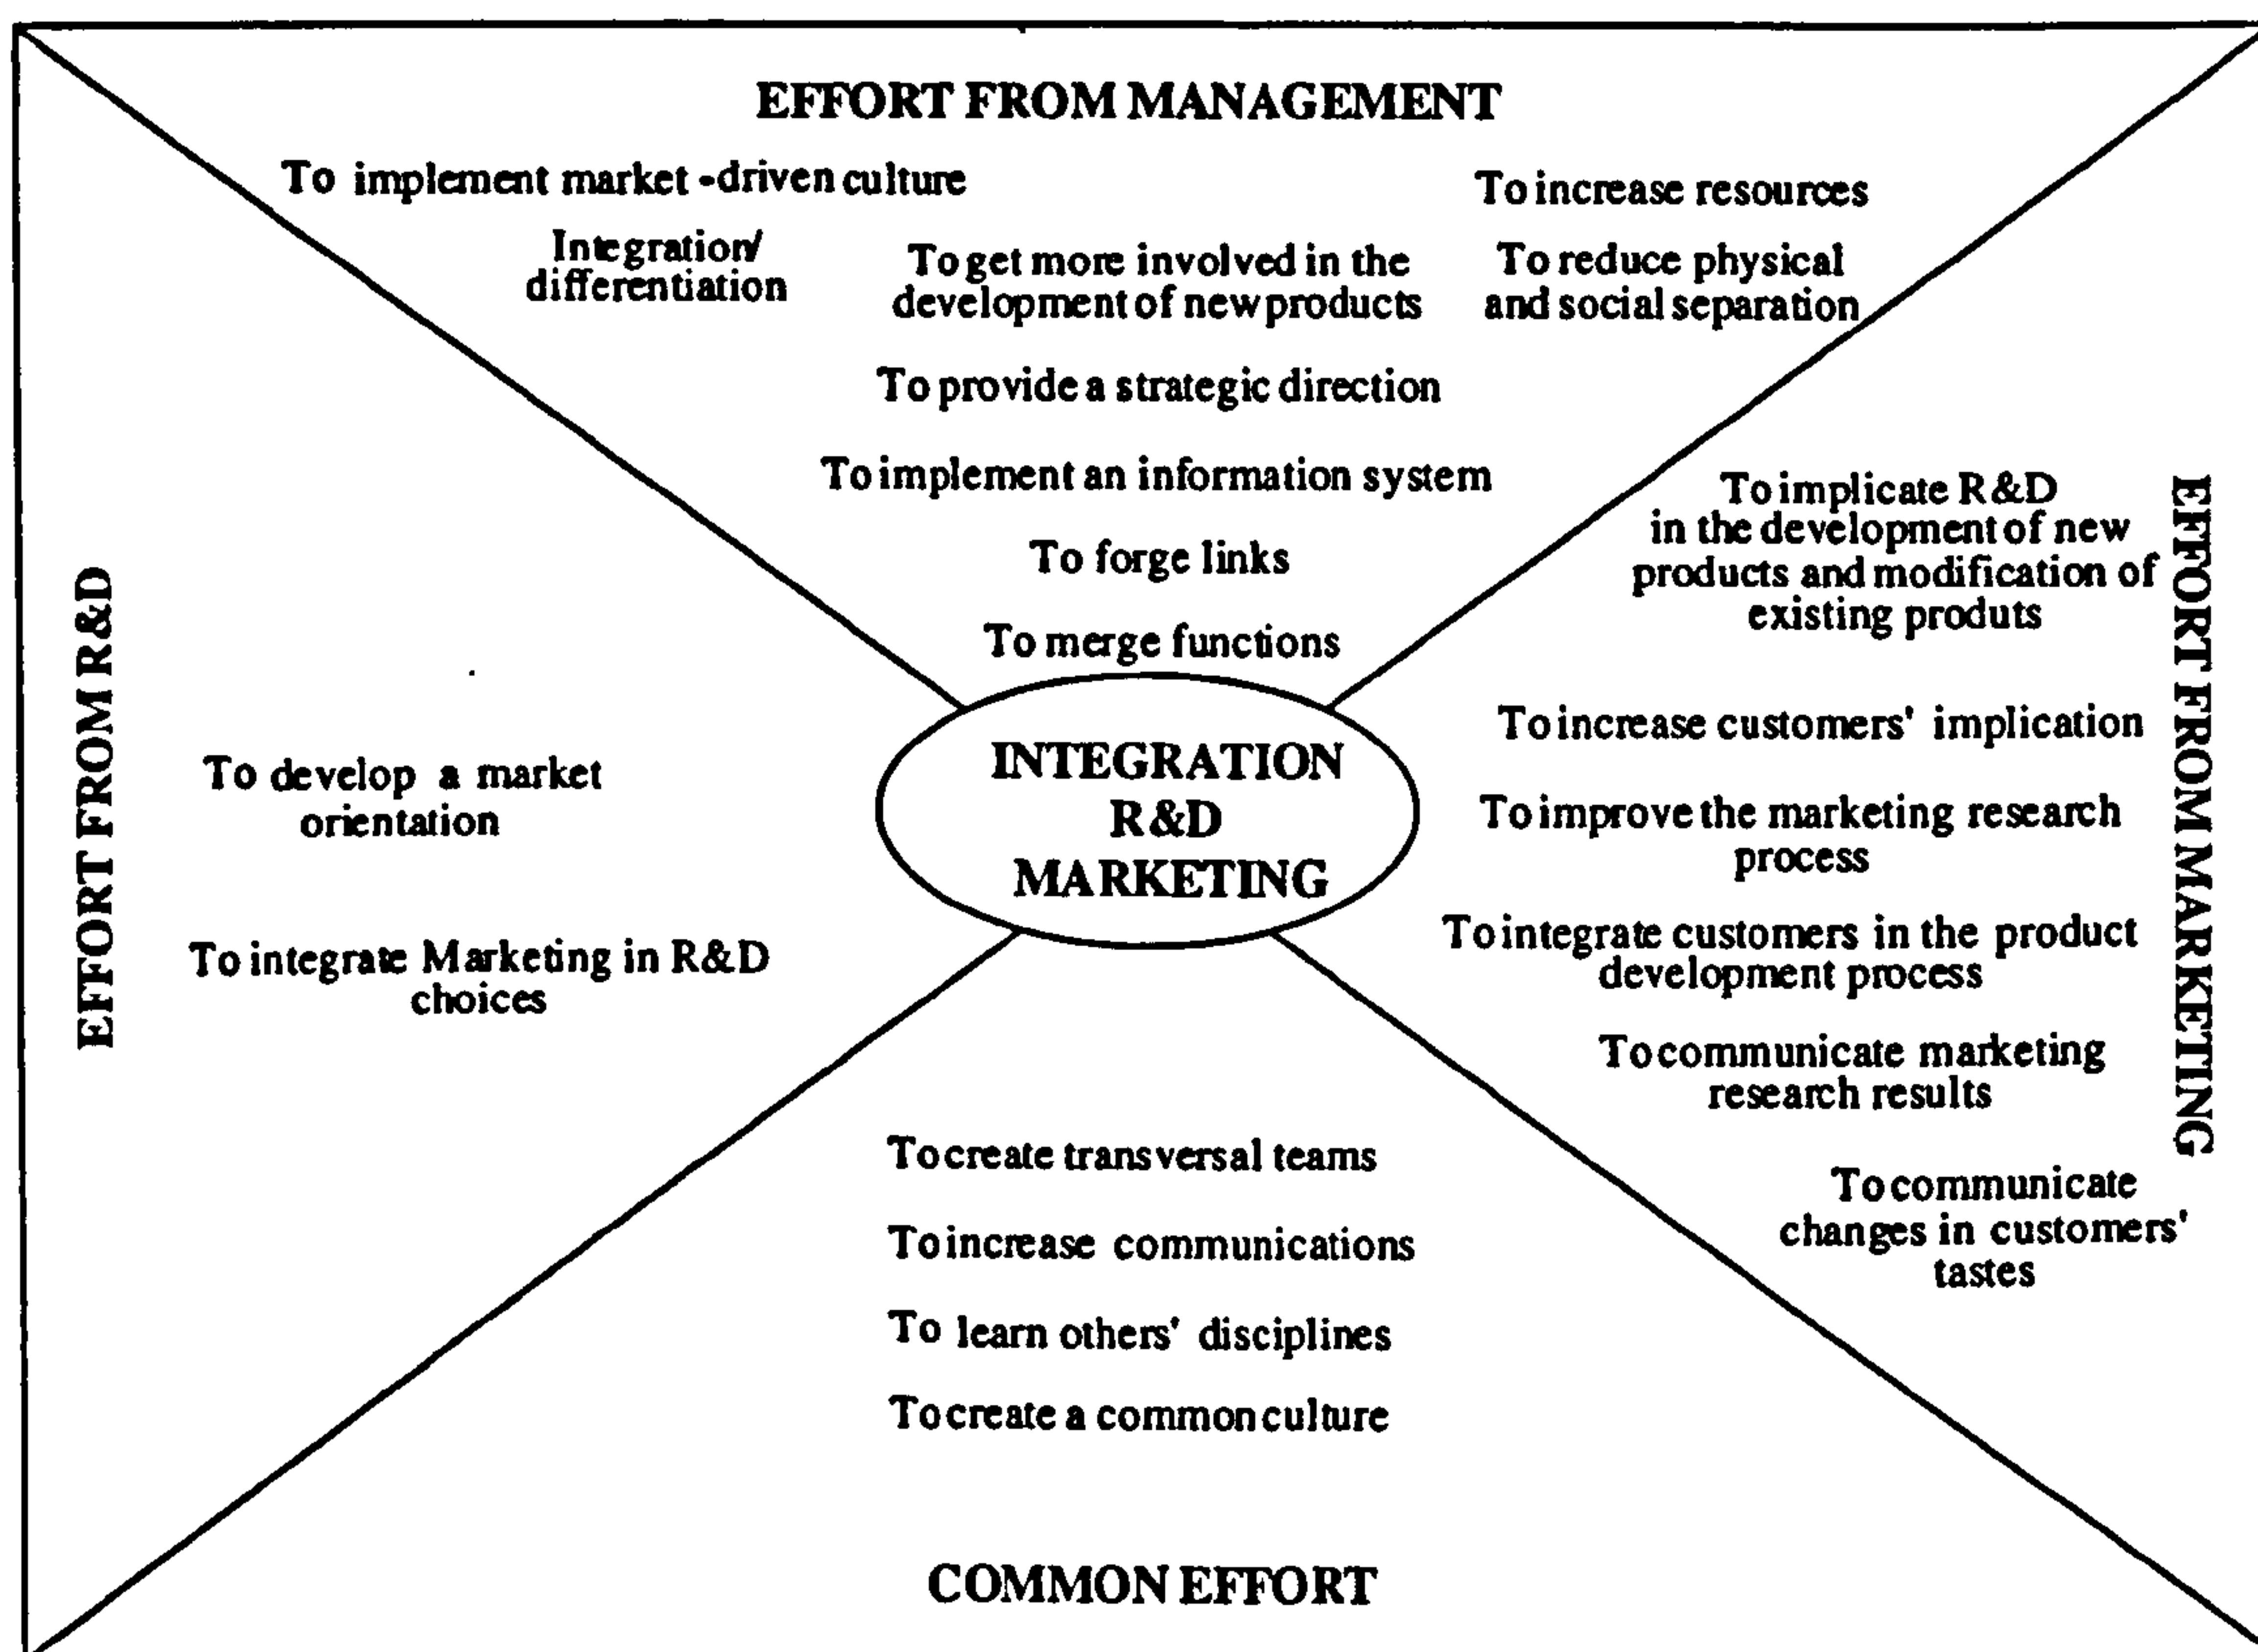 EFFORT FROM MANAGEMENT
To implement market -driven culture
To increase resources
Integration/
differentiation
To get more involved in the
development of new products
To reduce physical
and social separation
To provide a strategic direction
To implement an information system
To forge links
To merge functions
EFFORT FROM R&D
To develop a market
orientation
To integrate Marketing in R&D
choices
INTEGRATION
R&D
MARKETING
EFFORT FROM MARKETING
To implicate R&D
in the development of new
products and modification of
existing produts
To increase customers' implication
To improve the marketing research
process
To integrate customers in the product
development process
To communicate marketing
research results
To communicate
changes in customers'
tastes
To create transversal teams
To increase communications
To learn others' disciplines
To create a common culture
COMMON EFFORT